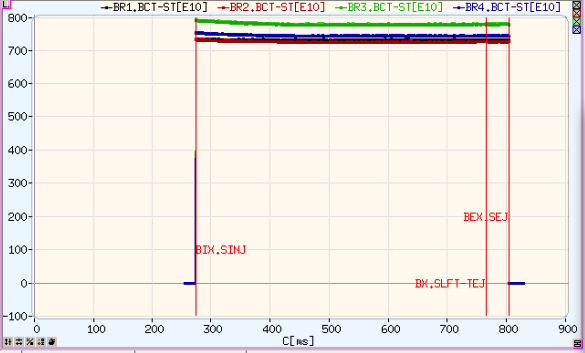 BR1.BCT-ST[E10] BR2.BCT-ST[E10] BR3.BCT-ST[E10] BR4.BCT-ST[E10]
800
700
600
500
400
300
200
BEX.SEJ
100
BIX.SINJ
0
BX.SLFT-TEJ
-100
0 100 200 300 400 500 600 700 800 900
C[ms]